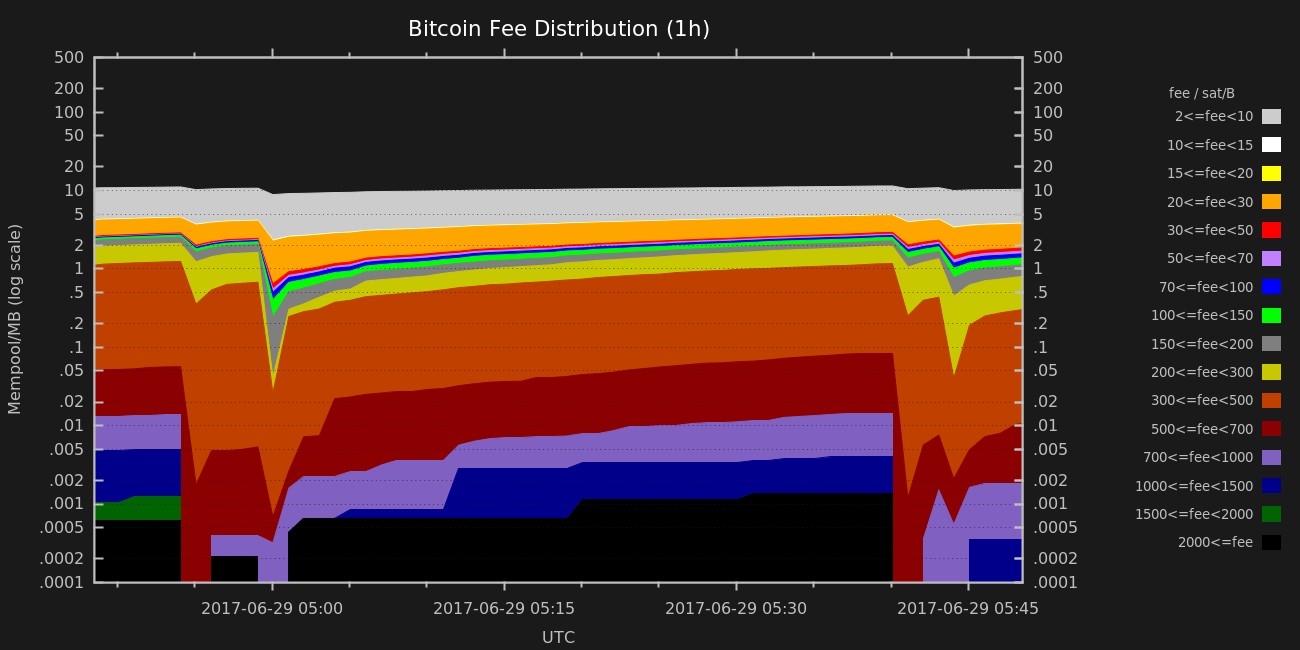 Bitcoin Fee Distribution (1h)
500 500
200 200
100 100
50 50
20 20
10 10
5 5
2 2
1 1
.5 .5
.2 .2
.1 .1
.05 .05
.02 .02
.01 .01
.005 .005
.002 .002
.001 .001
.0005 .0005
.0002 .0002
.0001 .0001
Mempool/MB (log scale)
2017-06-29 05:00 2017-06-29 05:15 2017-06-29 05:30 2017-06-29 05:45
UTC
fee / sat/B
2<=fee<10
10<=fee<15
15<=fee<20
20<=fee<30
30<=fee<50
50<=fee<70
70<=fee<100
100<=fee<150
150<=fee<200
200<=fee<300
300<=fee<500
500<=fee<700
700<=fee<1000
1000<=fee<1500
1500<=fee<2000
2000<=fee